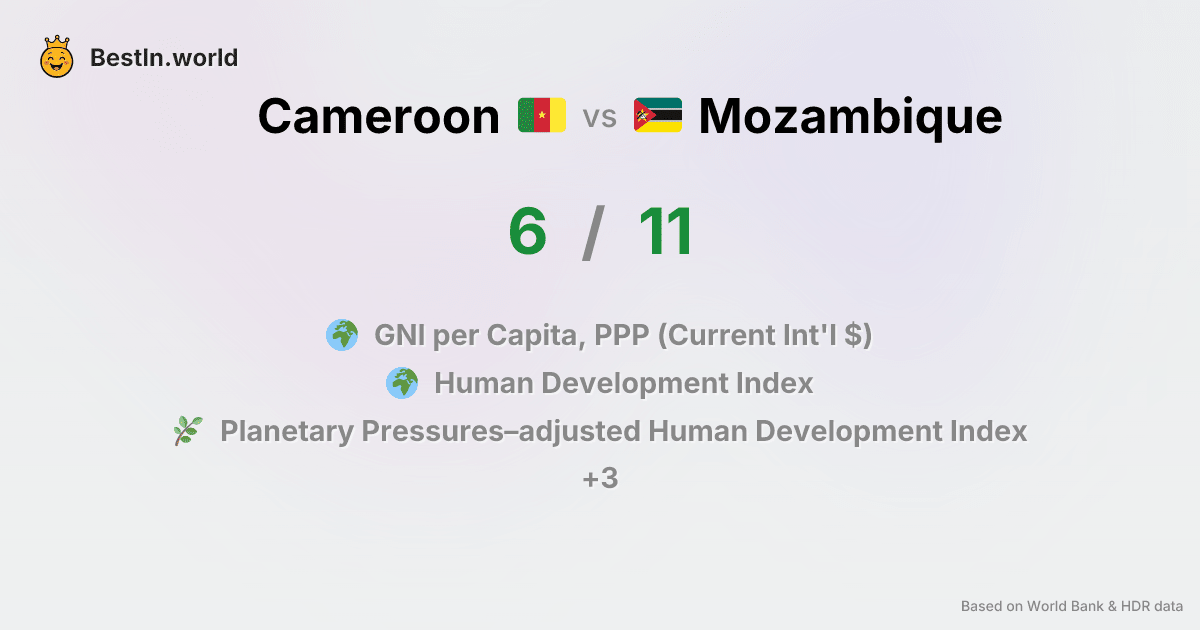 BestIn.world
Cameroon vs Mozambique
6 / 11
GNI per Capita, PPP (Current Int'l $)
Human Development Index
Planetary Pressures–adjusted Human Development Index
+3
Based on World Bank & HDR data